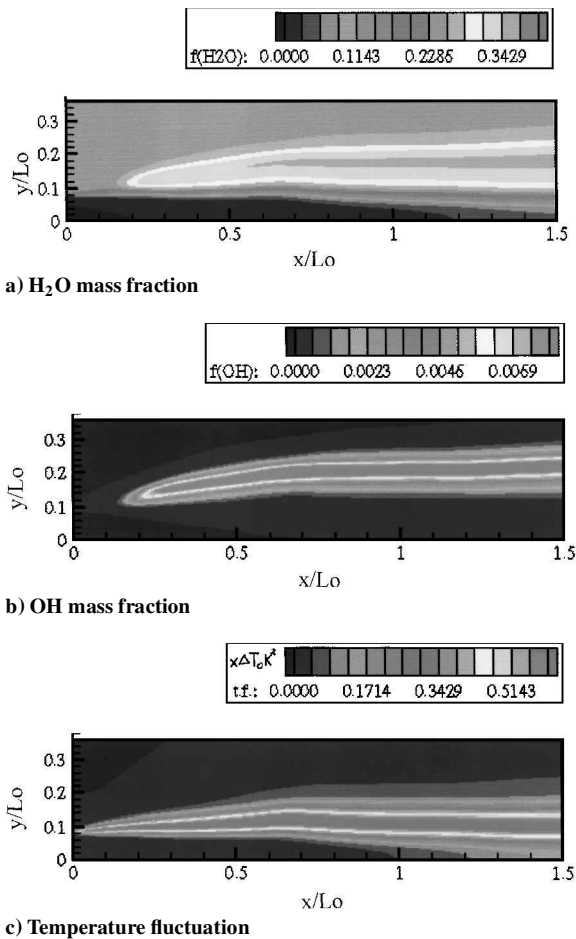 f(H2O): 0.0000 0.1143 0.2286 0.3429
y/Lo
0.3
0.2
0.1
0
0 0.5 1 1.5
x/Lo
a) H₂O mass fraction
f(OH): 0.0000 0.0023 0.0046 0.0069
y/Lo
0.3
0.2
0.1
0
0 0.5 1 1.5
x/Lo
b) OH mass fraction
x ΔT₀K²
t.f.: 0.0000 0.1714 0.3429 0.5143
y/Lo
0.3
0.2
0.1
0
0 0.5 1 1.5
x/Lo
c) Temperature fluctuation